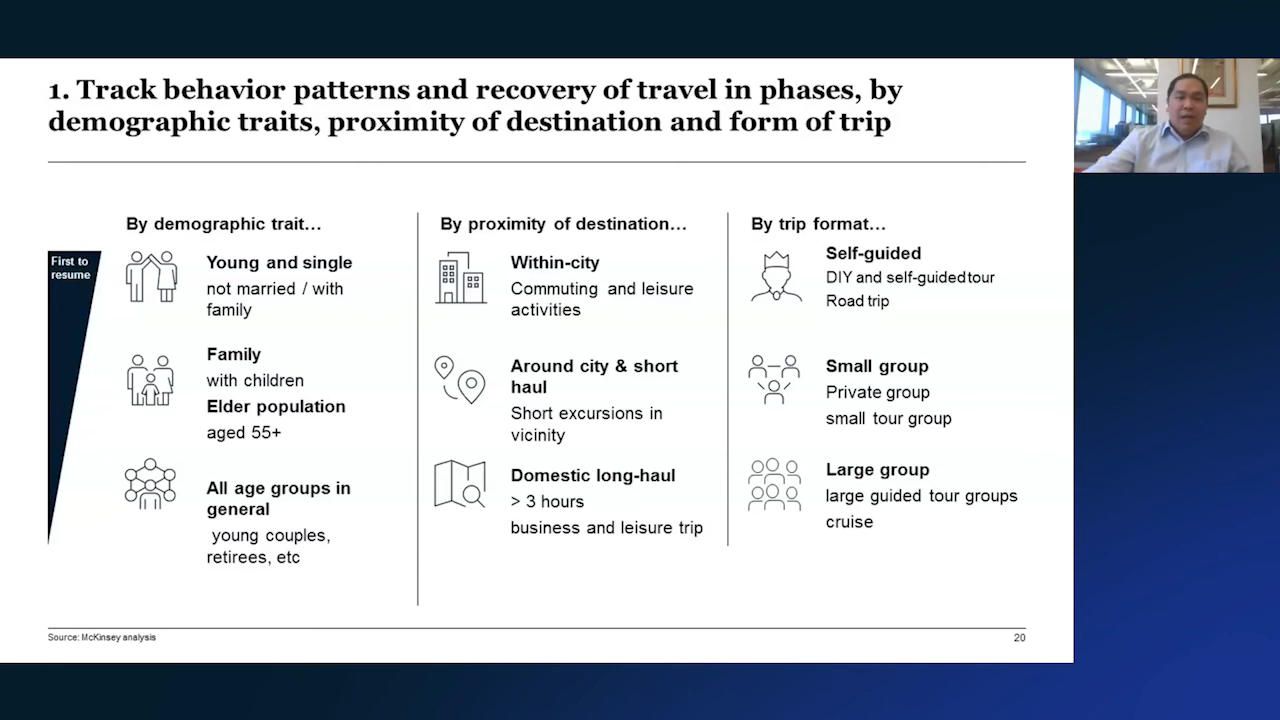 1. Track behavior patterns and recovery of travel in phases, by
demographic traits, proximity of destination and form of trip
By demographic trait…
First to
resume
Young and single
not married / with
family
Family
with children
Elder population
aged 55+
All age groups in
general
young couples,
retirees, etc
By proximity of destination…
Within-city
Commuting and leisure
activities
Around city & short
haul
Short excursions in
vicinity
Domestic long-haul
> 3 hours
business and leisure trip
By trip format…
Self-guided
DIY and self-guided tour
Road trip
Small group
Private group
small tour group
Large group
large guided tour groups
cruise
Source: McKinsey analysis
20